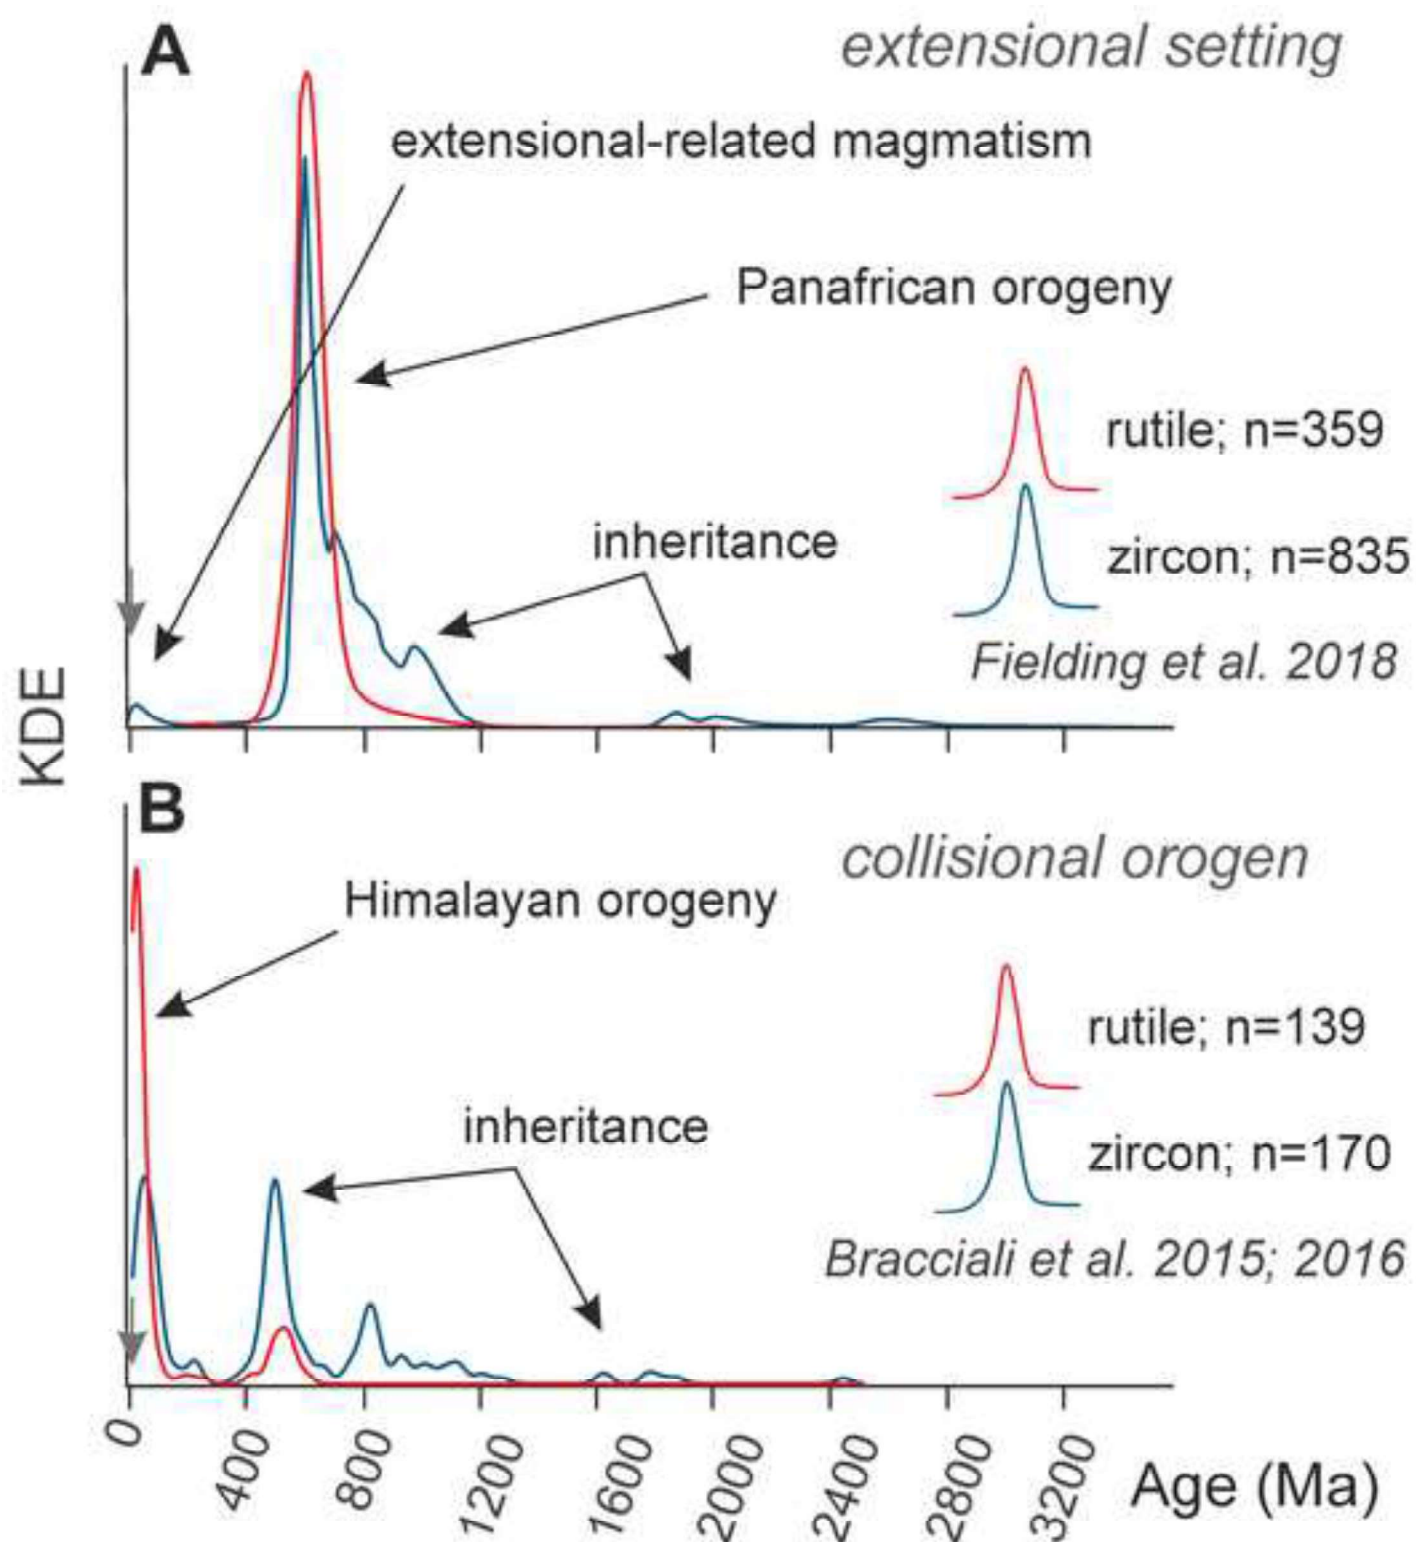 A
extensional setting
extensional-related magmatism
Panafrican orogeny
rutile; n=359
inheritance
zircon; n=835
Fielding et al. 2018
KDE
B
collisional orogen
Himalayan orogeny
rutile; n=139
inheritance
zircon; n=170
Bracciali et al. 2015; 2016
0 400 800 1200 1600 2000 2400 2800 3200
Age (Ma)